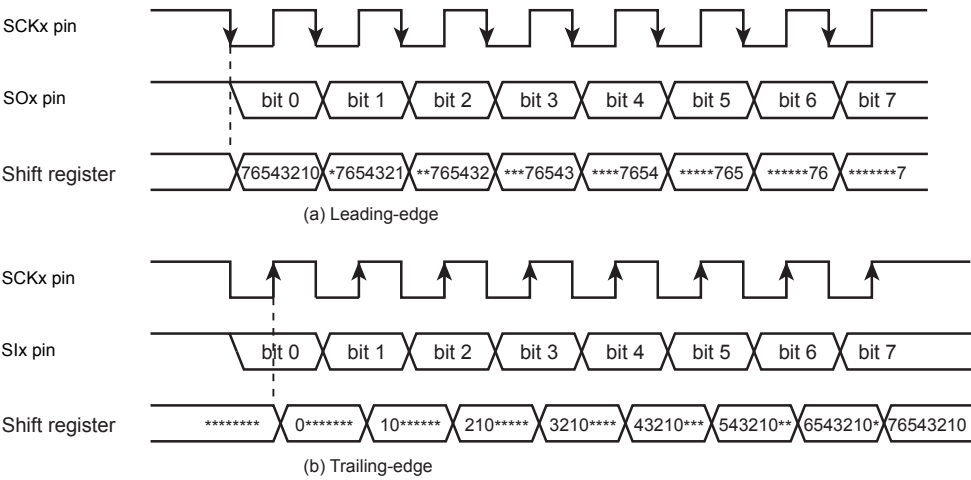 SCKx pin
SOx pin bit 0 bit 1 bit 2 bit 3 bit 4 bit 5 bit 6 bit 7
Shift register 76543210 *7654321 **765432 ***76543 ****7654 *****765 ******76 *******7
(a) Leading-edge
SCKx pin
SIx pin bit 0 bit 1 bit 2 bit 3 bit 4 bit 5 bit 6 bit 7
Shift register ******** 0******* 10****** 210***** 3210**** 43210*** 543210** 6543210* 76543210
(b) Trailing-edge